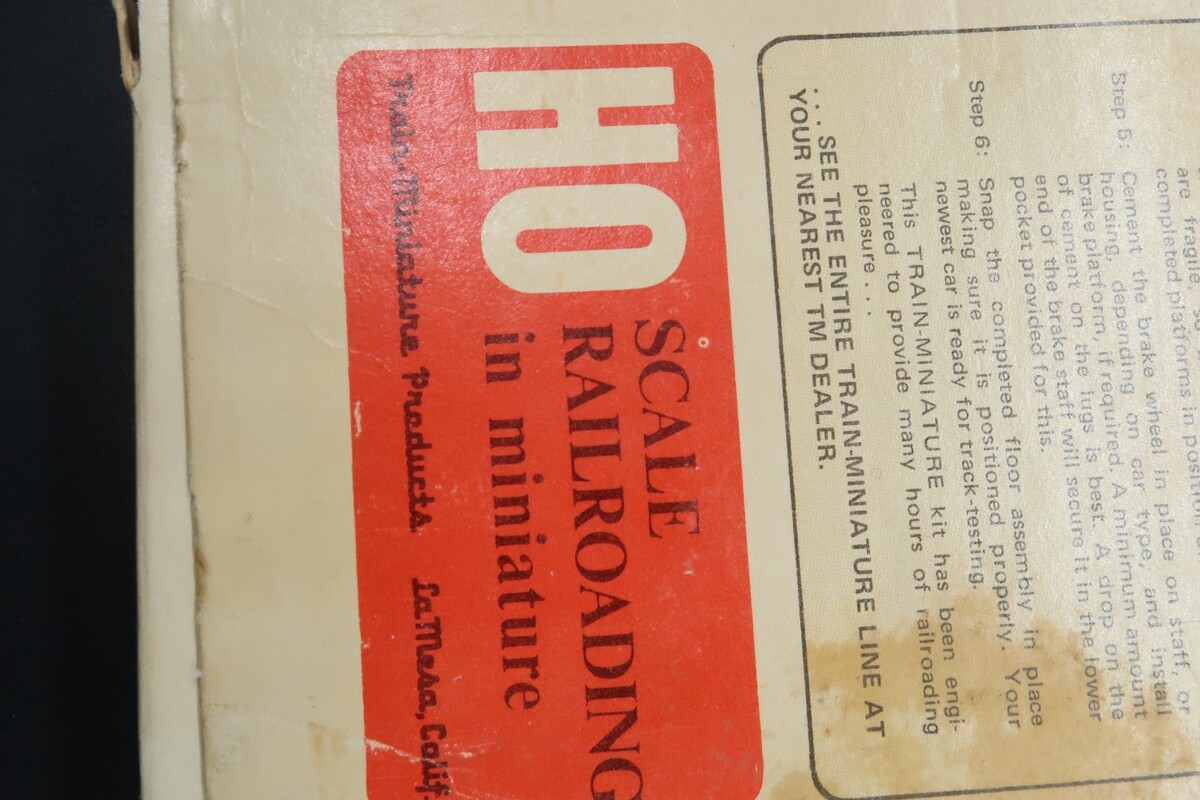 are fragile,
completed platforms in
Step 5: Cement the brake wheel in place on staff, or
housing, depending on car type, and install
brake platform, if required. A minimum amount
of cement on the lugs is best. A drop on the
end of the brake staff will secure it in the lower
pocket provided for this.
Step 6: Snap the completed floor assembly in place
making sure it is positioned properly. Your
newest car is ready for track-testing.
This TRAIN-MINIATURE kit has been engi-
neered to provide many hours of railroading
pleasure . . .
. . . . SEE THE ENTIRE TRAIN-MINIATURE LINE AT
YOUR NEAREST TM DEALER.
HO SCALE
RAILROADING
in miniature
Train-Miniature Products LaMesa, Calif.